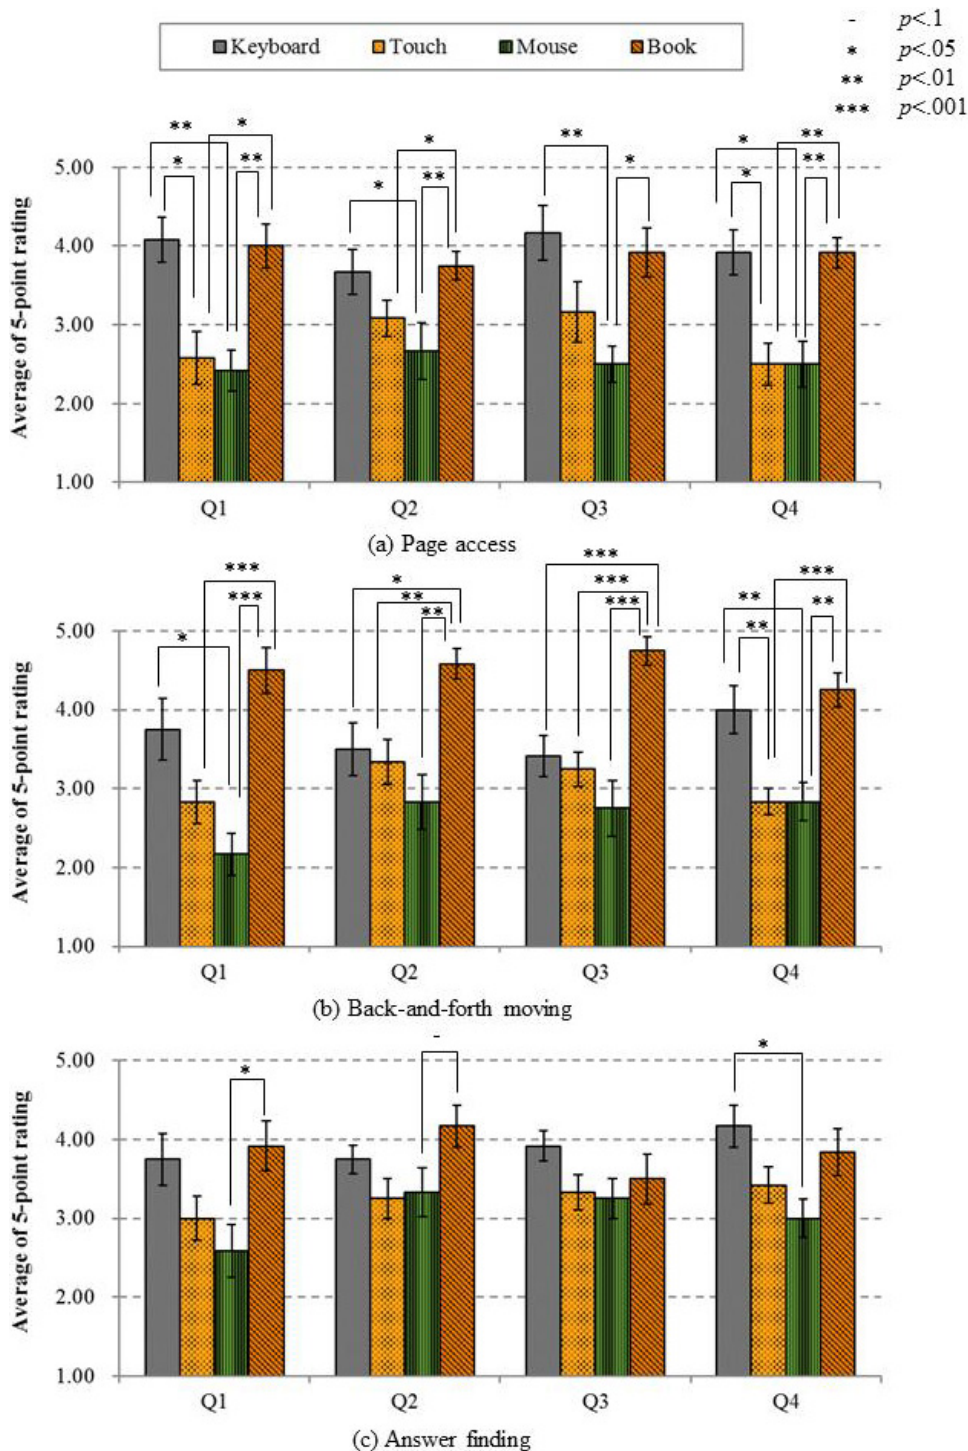 - p<.1
Keyboard Touch Mouse Book
* p<.05
** p<.01
*** p<.001
** * * **
* * **
** *
* ** * **
Average of 5-point rating
5.00
4.00
3.00
2.00
1.00
Q1 Q2 Q3 Q4
(a) Page access
*** *** *
* ** **
*** *** ***
** ** *** **
Average of 5-point rating
5.00
4.00
3.00
2.00
1.00
Q1 Q2 Q3 Q4
(b) Back-and-forth moving
* - *
Average of 5-point rating
5.00
4.00
3.00
2.00
1.00
Q1 Q2 Q3 Q4
(c) Answer finding